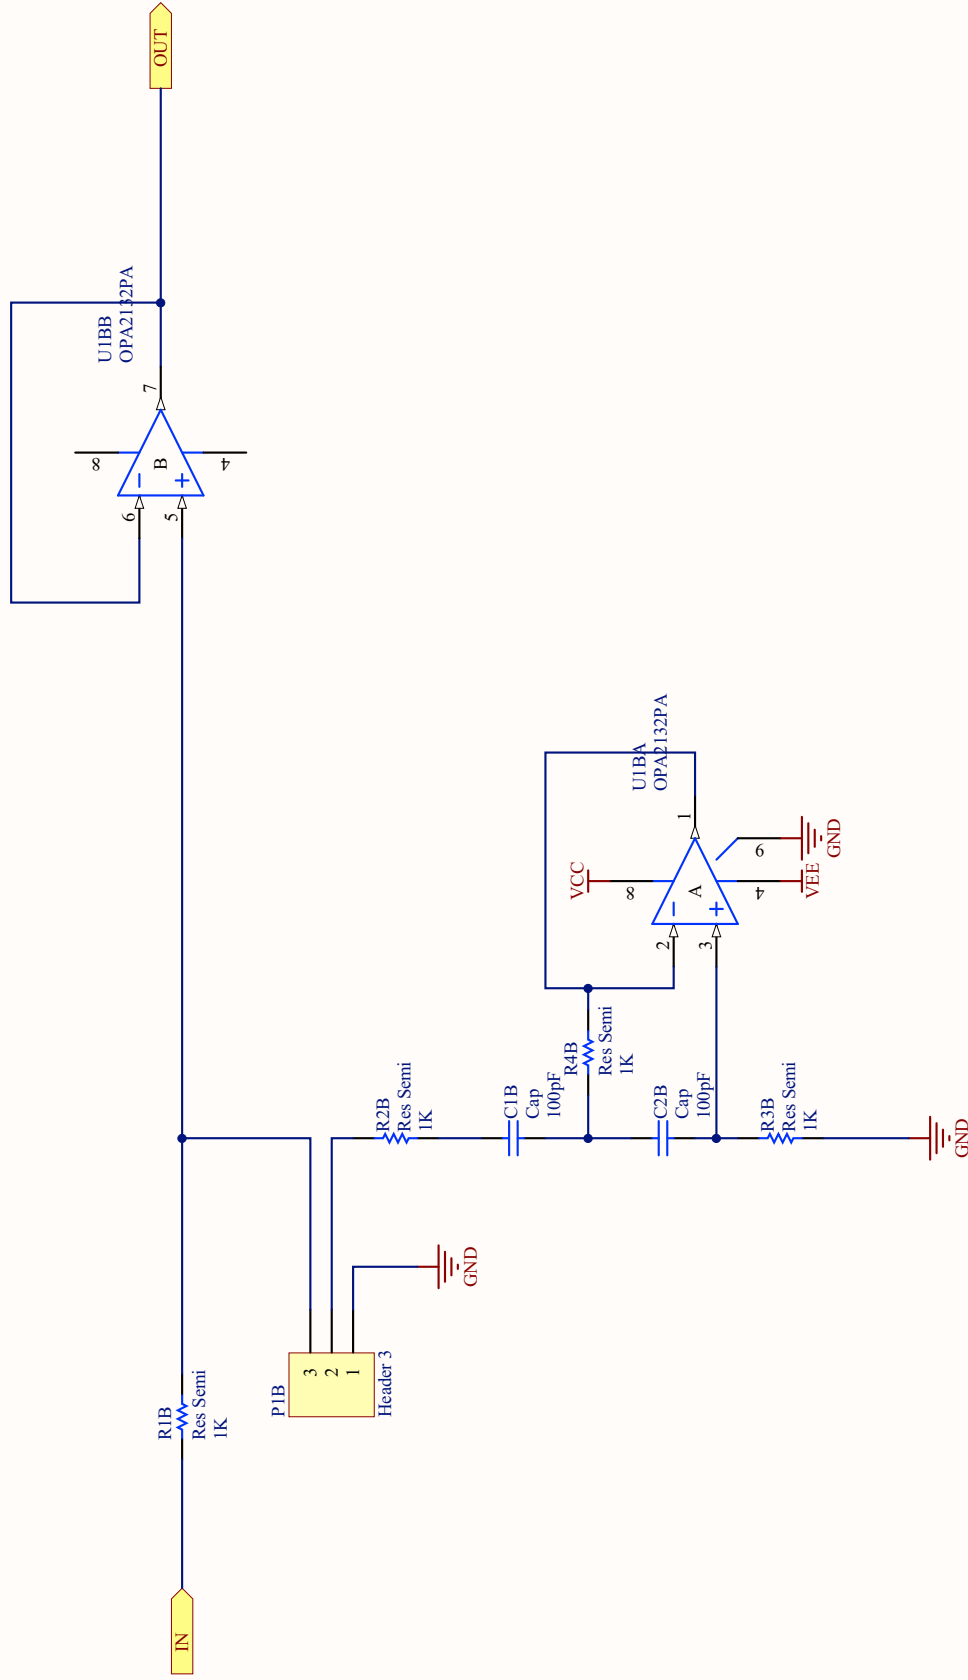 OUT
U1BB
OPA2132PA
7
8
B
4
6
5
U1BA
OPA2132PA
1
VCC
8
A
9
GND
4
VEE
2
3
R4B
Res Semi
1K
R2B
Res Semi
1K
C1B
Cap
100pF
C2B
Cap
100pF
R3B
Res Semi
1K
GND
GND
P1B
3
2
1
Header 3
R1B
Res Semi
1K
IN